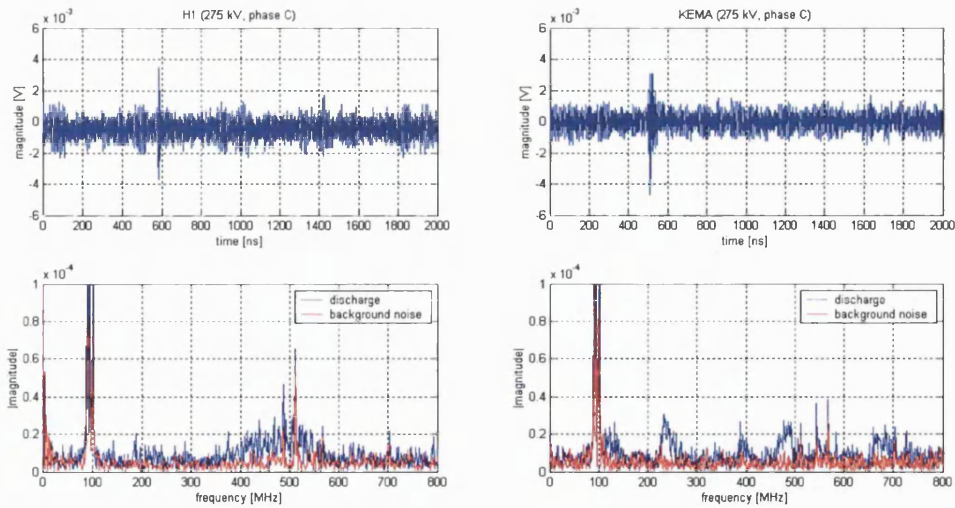 H1 (275 kV, phase C)
x 10⁻³
6
4
2
0
-2
-4
-6
magnitude [V]
0 200 400 600 800 1000 1200 1400 1600 1800 2000
time [ns]
KEMA (275 kV, phase C)
x 10⁻³
6
4
2
0
-2
-4
-6
magnitude [V]
0 200 400 600 800 1000 1200 1400 1600 1800 2000
time [ns]
x 10⁻⁴
1
0.8
0.6
0.4
0.2
0
|magnitude|
discharge
background noise
0 100 200 300 400 500 600 700 800
frequency [MHz]
x 10⁻⁴
1
0.8
0.6
0.4
0.2
0
|magnitude|
discharge
background noise
0 100 200 300 400 500 600 700 800
frequency [MHz]